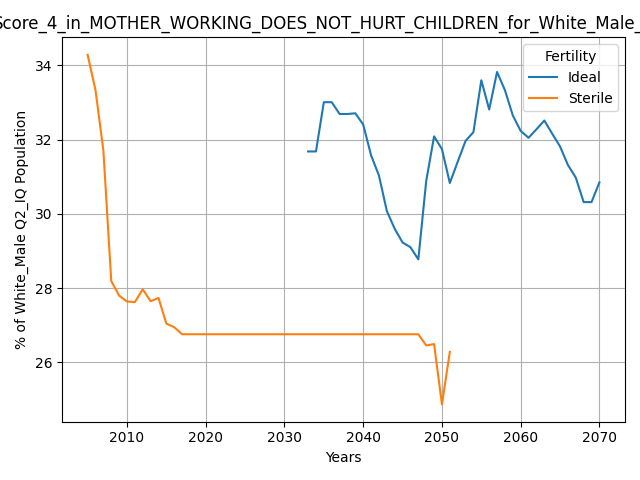 Score_4_in_MOTHER_WORKING_DOES_NOT_HURT_CHILDREN_for_White_Male_
% of White_Male Q2_IQ Population
34
32
30
28
26
Fertility
Ideal
Sterile
2010 2020 2030 2040 2050 2060 2070
Years